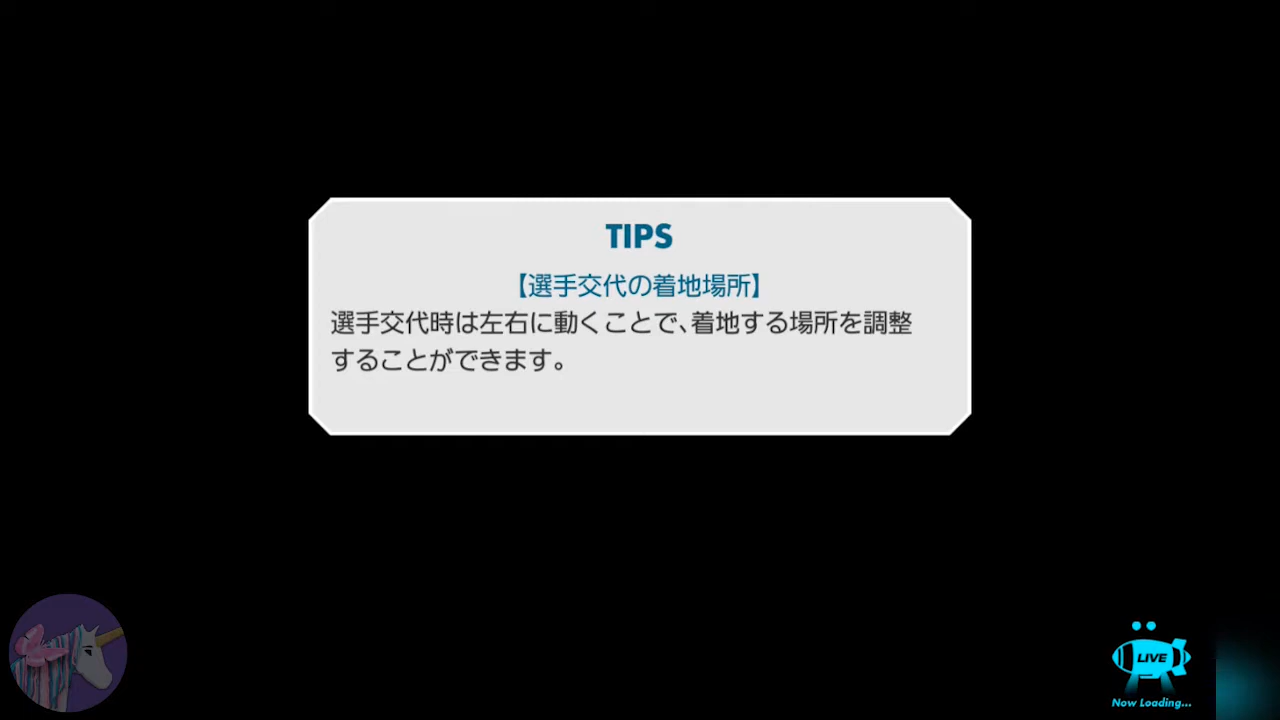 TIPS
【選手交代の着地場所】
選手交代時は左右に動くことで、着地する場所を調整
することができます。
LIVE
Now Loading...